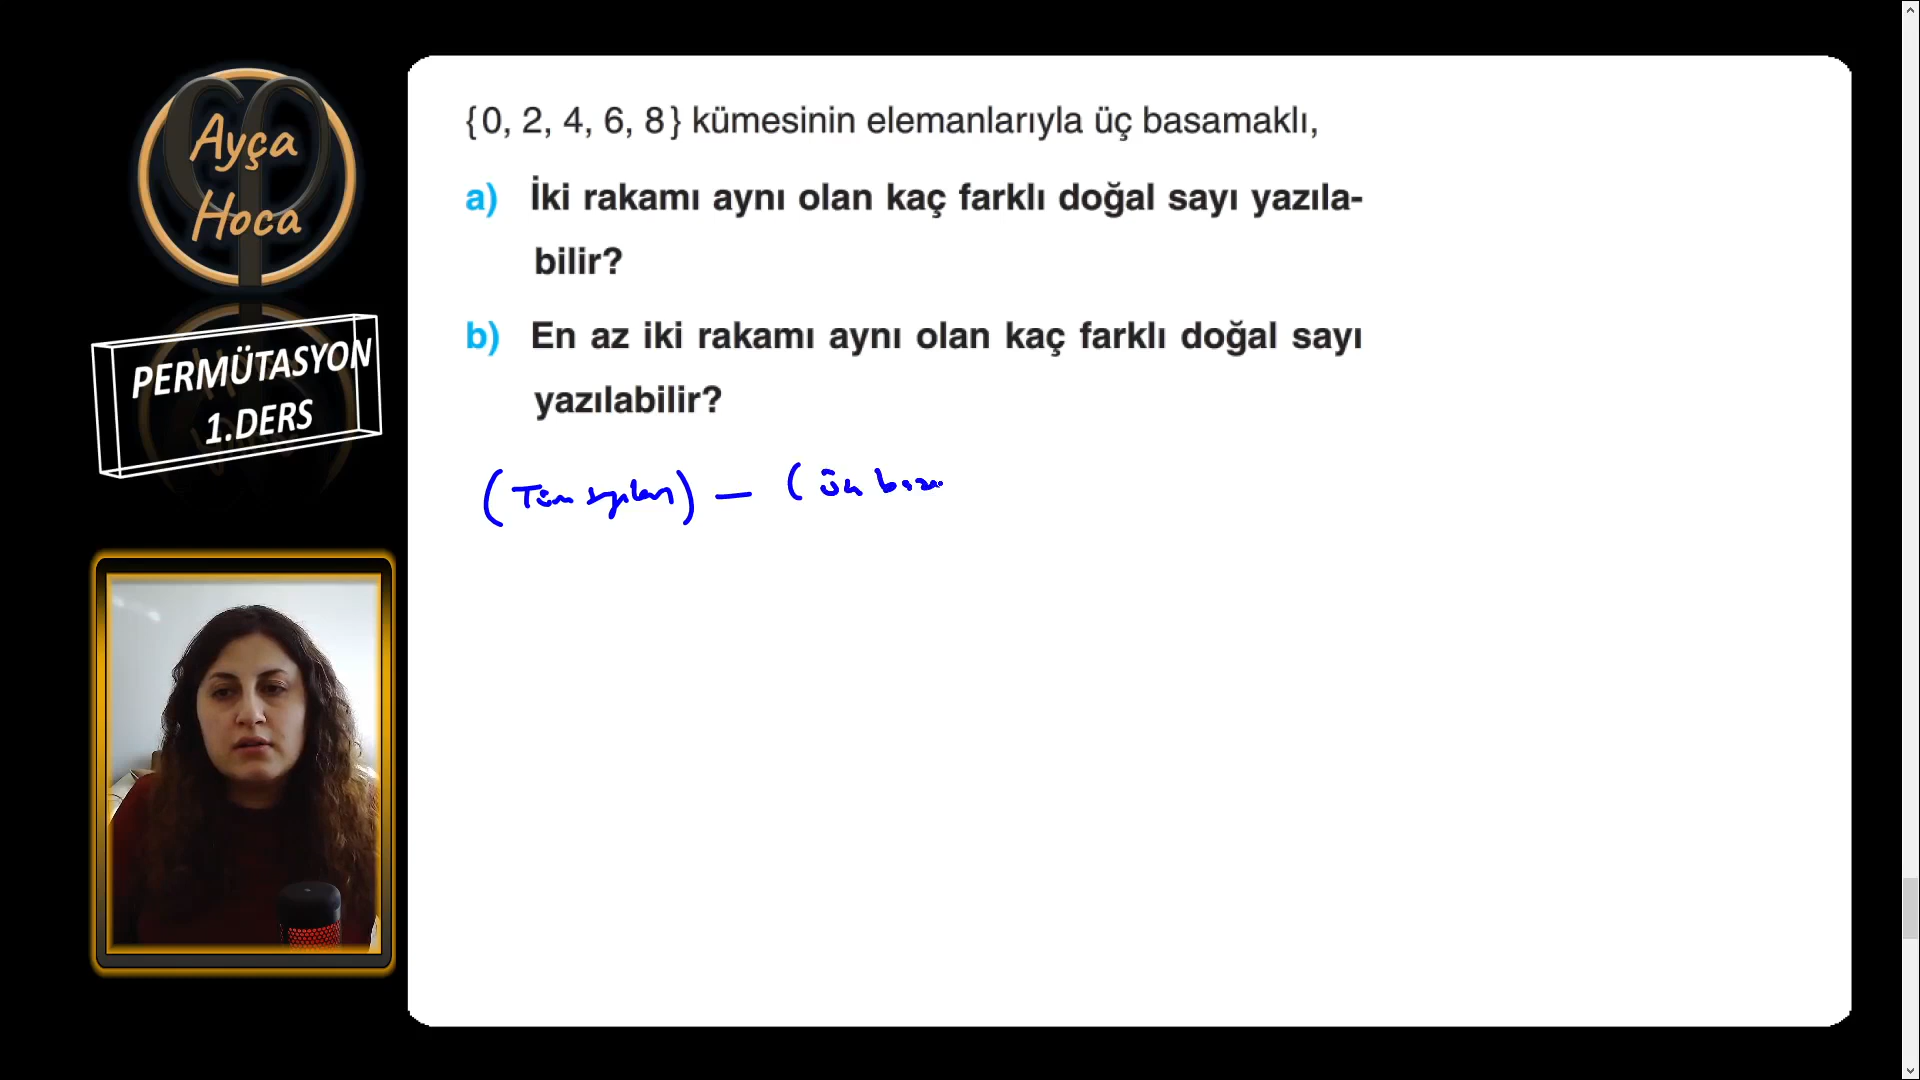 Ayça
Hoca
PERMÜTASYON
1.DERS
{0, 2, 4, 6, 8} kümesinin elemanlarıyla üç basamaklı,
a) İki rakamı aynı olan kaç farklı doğal sayı yazıla-
bilir?
b) En az iki rakamı aynı olan kaç farklı doğal sayı
yazılabilir?
(Tüm sayıları) — (